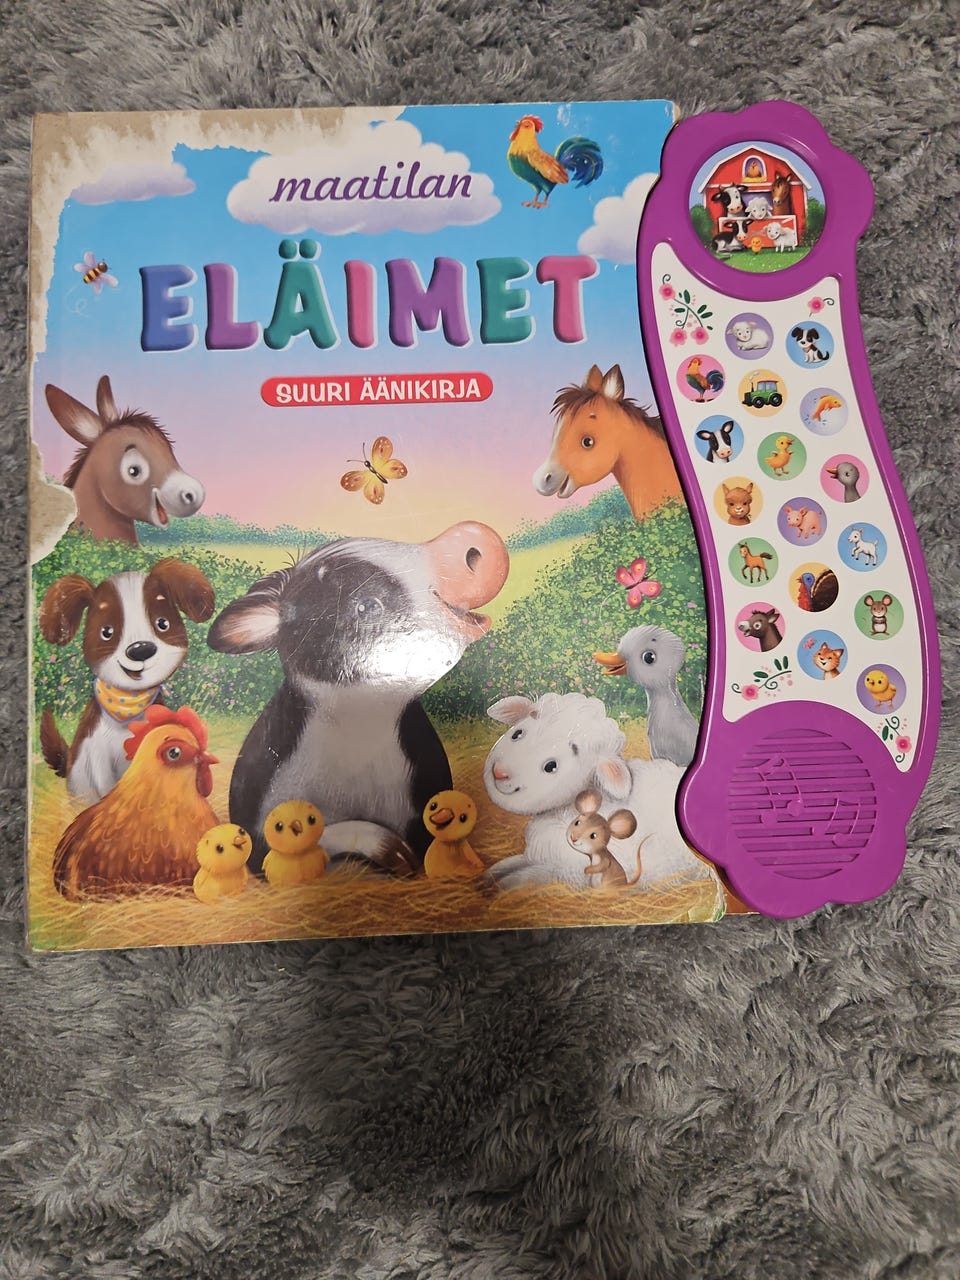 maatilan
ELÄIMET
SUURI ÄÄNIKIRJA